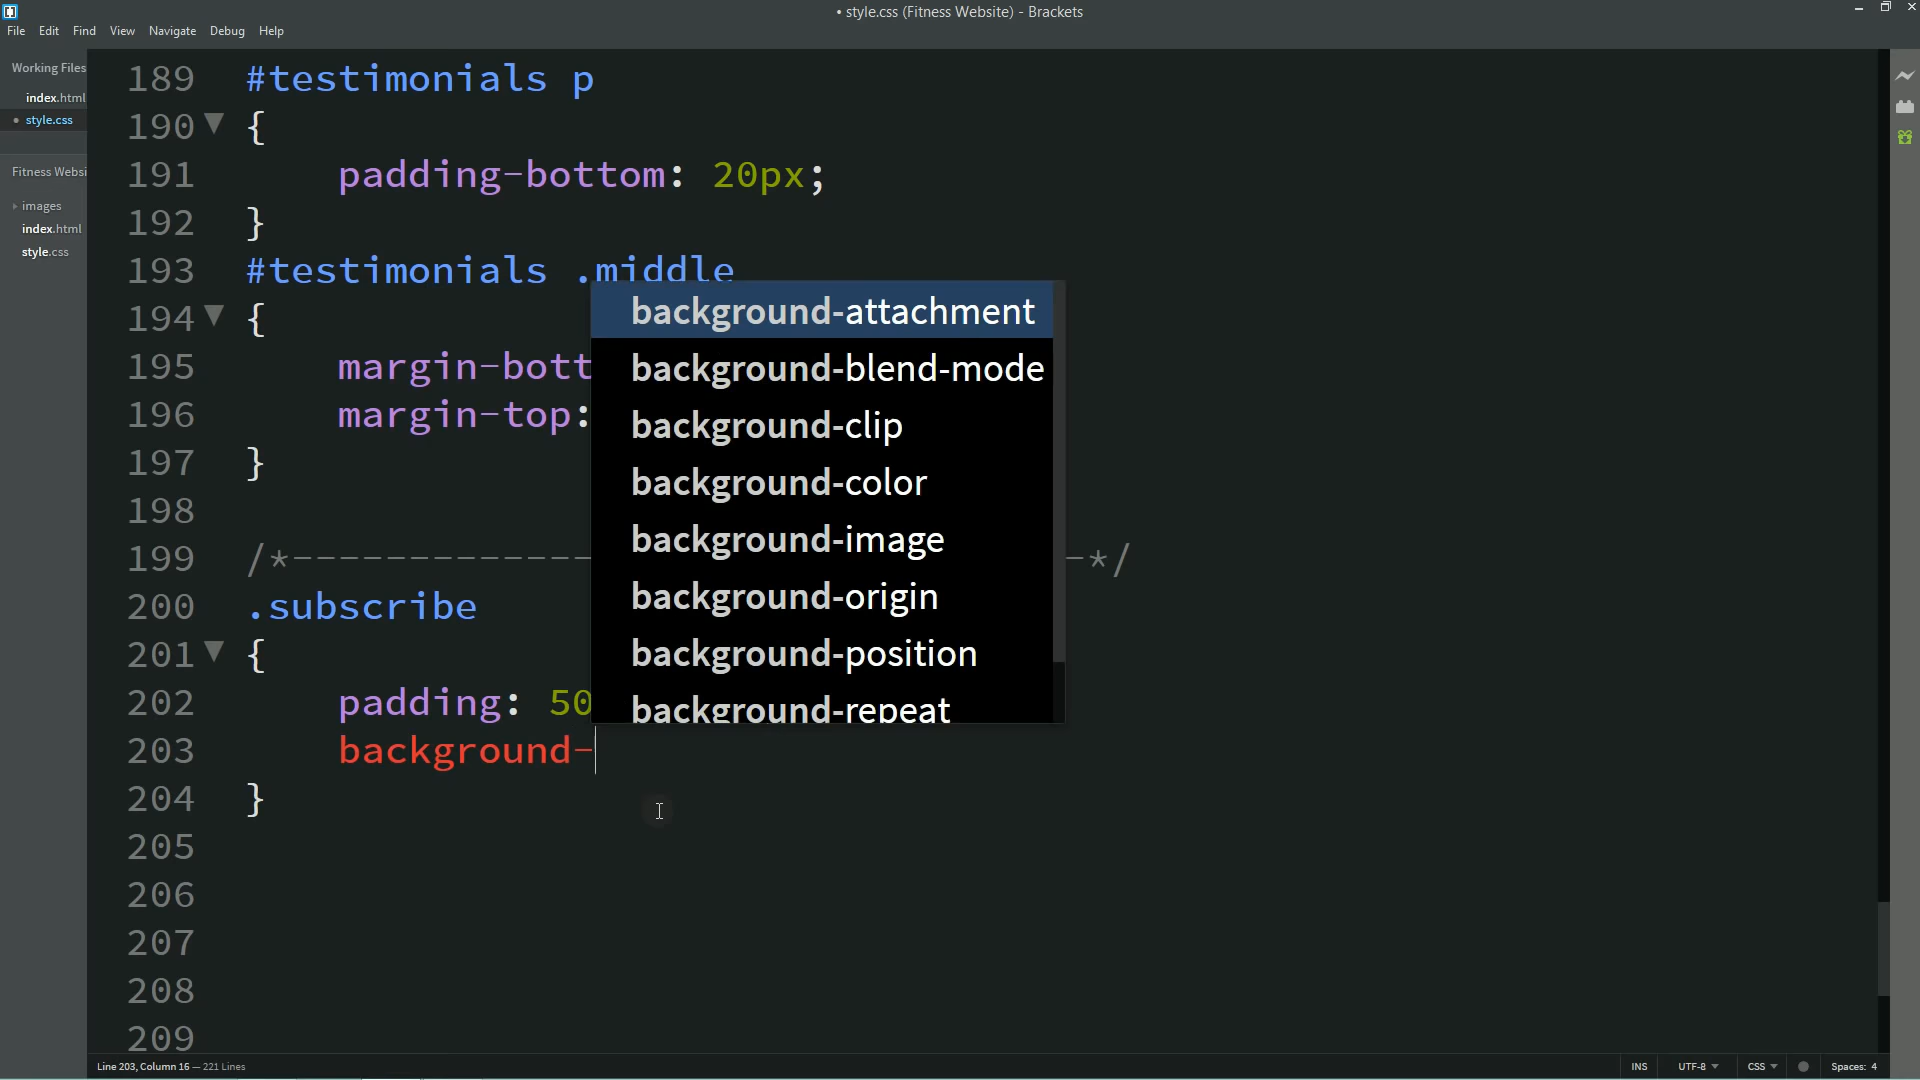 • style.css (Fitness Website) - Brackets
File Edit Find View Navigate Debug Help
Working Files
index.html
• style.css
Fitness Websi
images
index.html
style.css
189 #testimonials p
190 {
191 padding-bottom: 20px;
192 }
193 #testimonials .middle
194 {
195 margin-bott
196 margin-top:
197 }
198
199 /*---------------
-*/
200 .subscribe
201 {
202 padding: 50
203 background-
204 }
205
206
207
208
209
background-attachment
background-blend-mode
background-clip
background-color
background-image
background-origin
background-position
background-repeat
Line 203, Column 16 — 221 Lines
INS UTF-8 CSS Spaces: 4